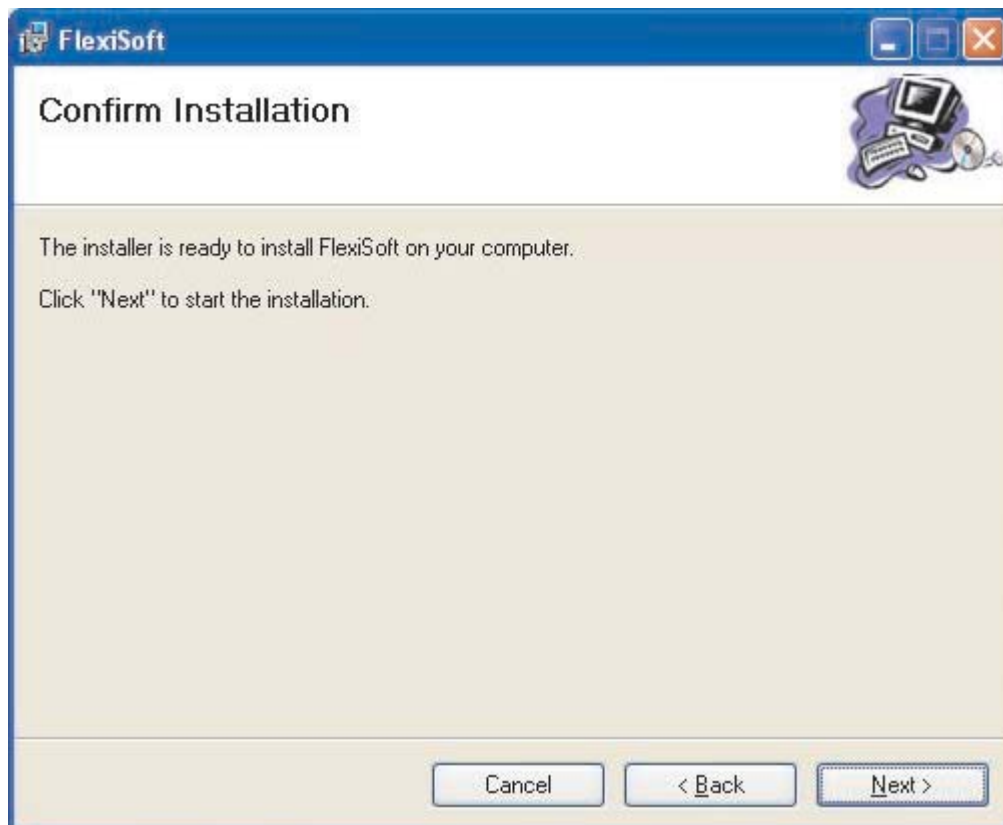 FlexiSoft
Confirm Installation
The installer is ready to install FlexiSoft on your computer.
Click "Next" to start the installation.
Cancel
< Back
Next >